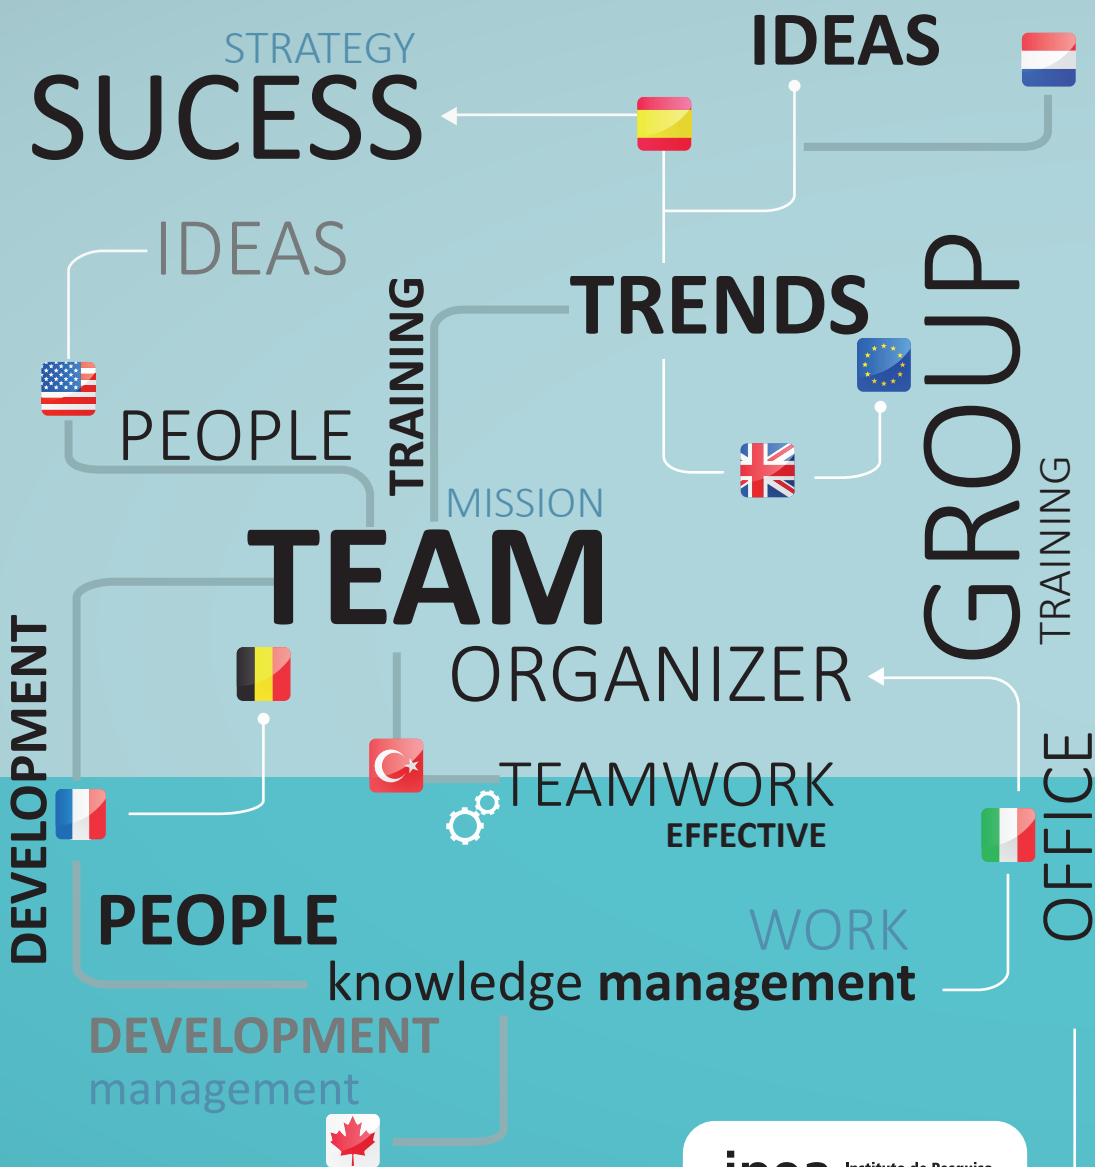 STRATEGY
SUCESS
IDEAS
IDEAS
TRAINING
TRENDS
GROUP
PEOPLE
TRAINING
MISSION
TEAM
ORGANIZER
DEVELOPMENT
TEAMWORK
EFFECTIVE
OFFICE
PEOPLE
WORK
knowledge management
DEVELOPMENT
management